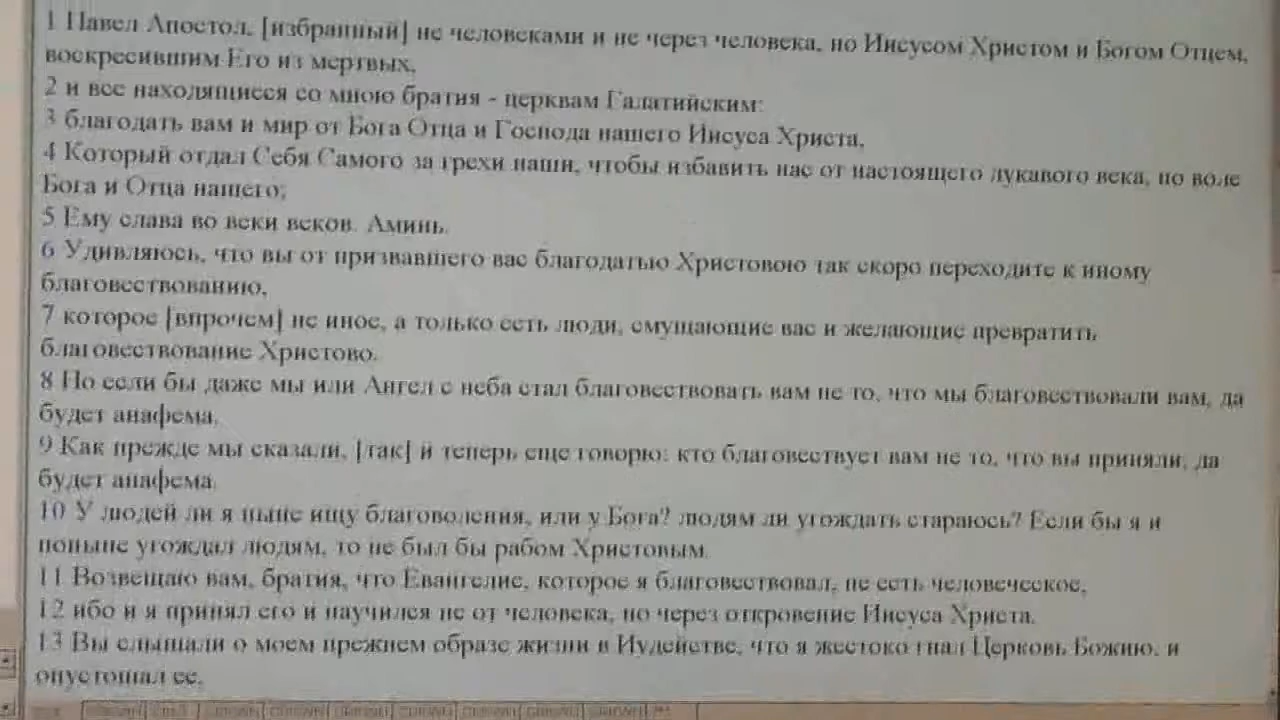 1 Павел Апостол, [избранный] не человеками и не через человека, но Иисусом Христом и Богом Отцем,
воскресившим Его из мертвых,
2 и все находящиеся со мною братия - церквам Галатийским:
3 благодать вам и мир от Бога Отца и Господа нашего Иисуса Христа,
4 Который отдал Себя Самого за грехи наши, чтобы избавить нас от настоящего лукавого века, по воле
Бога и Отца нашего;
5 Ему слава во веки веков. Аминь.
6 Удивляюсь, что вы от призвавшего вас благодатью Христовою так скоро переходите к иному
благовествованию,
7 которое [впрочем] не иное, а только есть люди, смущающие вас и желающие превратить
благовествование Христово.
8 Но если бы даже мы или Ангел с неба стал благовествовать вам не то, что мы благовествовали вам, да
будет анафема.
9 Как прежде мы сказали, [так] и теперь еще говорю: кто благовествует вам не то, что вы приняли, да
будет анафема.
10 У людей ли я ныне ищу благоволения, или у Бога? людям ли угождать стараюсь? Если бы я и
поныне угождал людям, то не был бы рабом Христовым.
11 Возвещаю вам, братия, что Евангелие, которое я благовествовал, не есть человеческое,
12 ибо и я принял его и научился не от человека, но через откровение Иисуса Христа.
13 Вы слышали о моем прежнем образе жизни в Иудействе, что я жестоко гнал Церковь Божию, и
опустошал ее,